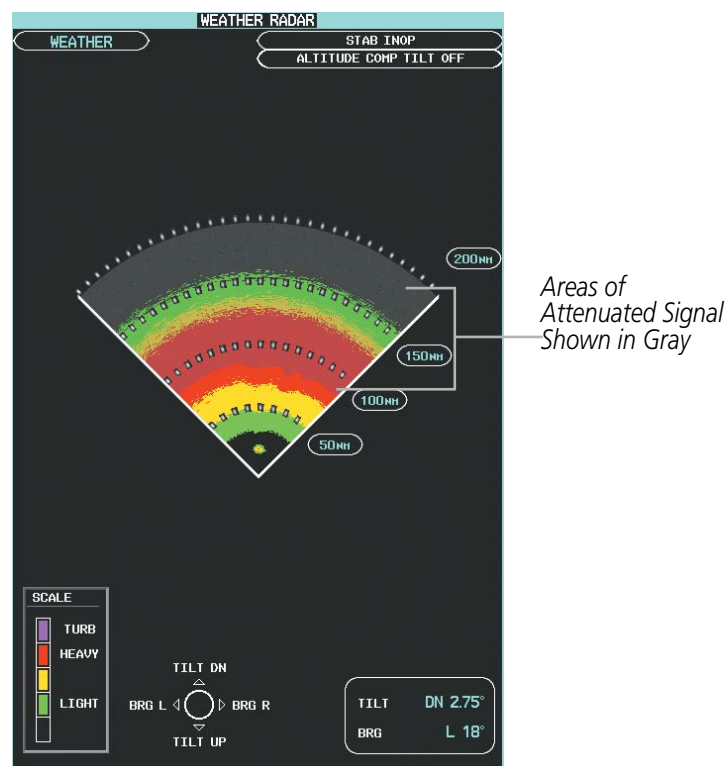 WEATHER RADAR
WEATHER
STAB INOP
ALTITUDE COMP TILT OFF
200NM
Areas of
Attenuated Signal
Shown in Gray
150NM
100NM
50NM
SCALE
TURB
HEAVY
LIGHT
TILT DN
BRG L
BRG R
TILT UP
TILT DN 2.75°
BRG L 18°